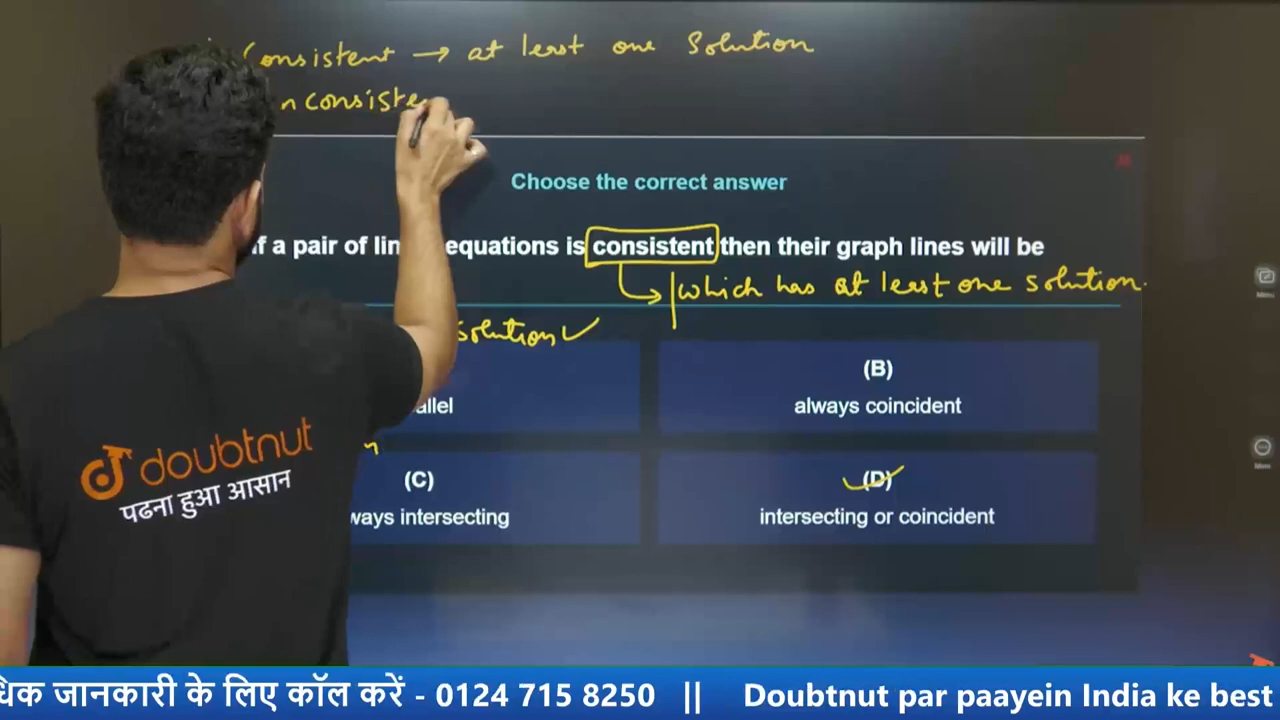 Consistent → at least one Solution
nconsiste
Choose the correct answer
If a pair of lin equations is consistent then their graph lines will be
which has at least one solution.
solution ✓
(B)
allel
always coincident
(C)
(D)
ways intersecting
intersecting or coincident
doubtnut
पढना हुआ आसान
धिक जानकारी के लिए कॉल करें - 0124 715 8250 || Doubtnut par paayein India ke best